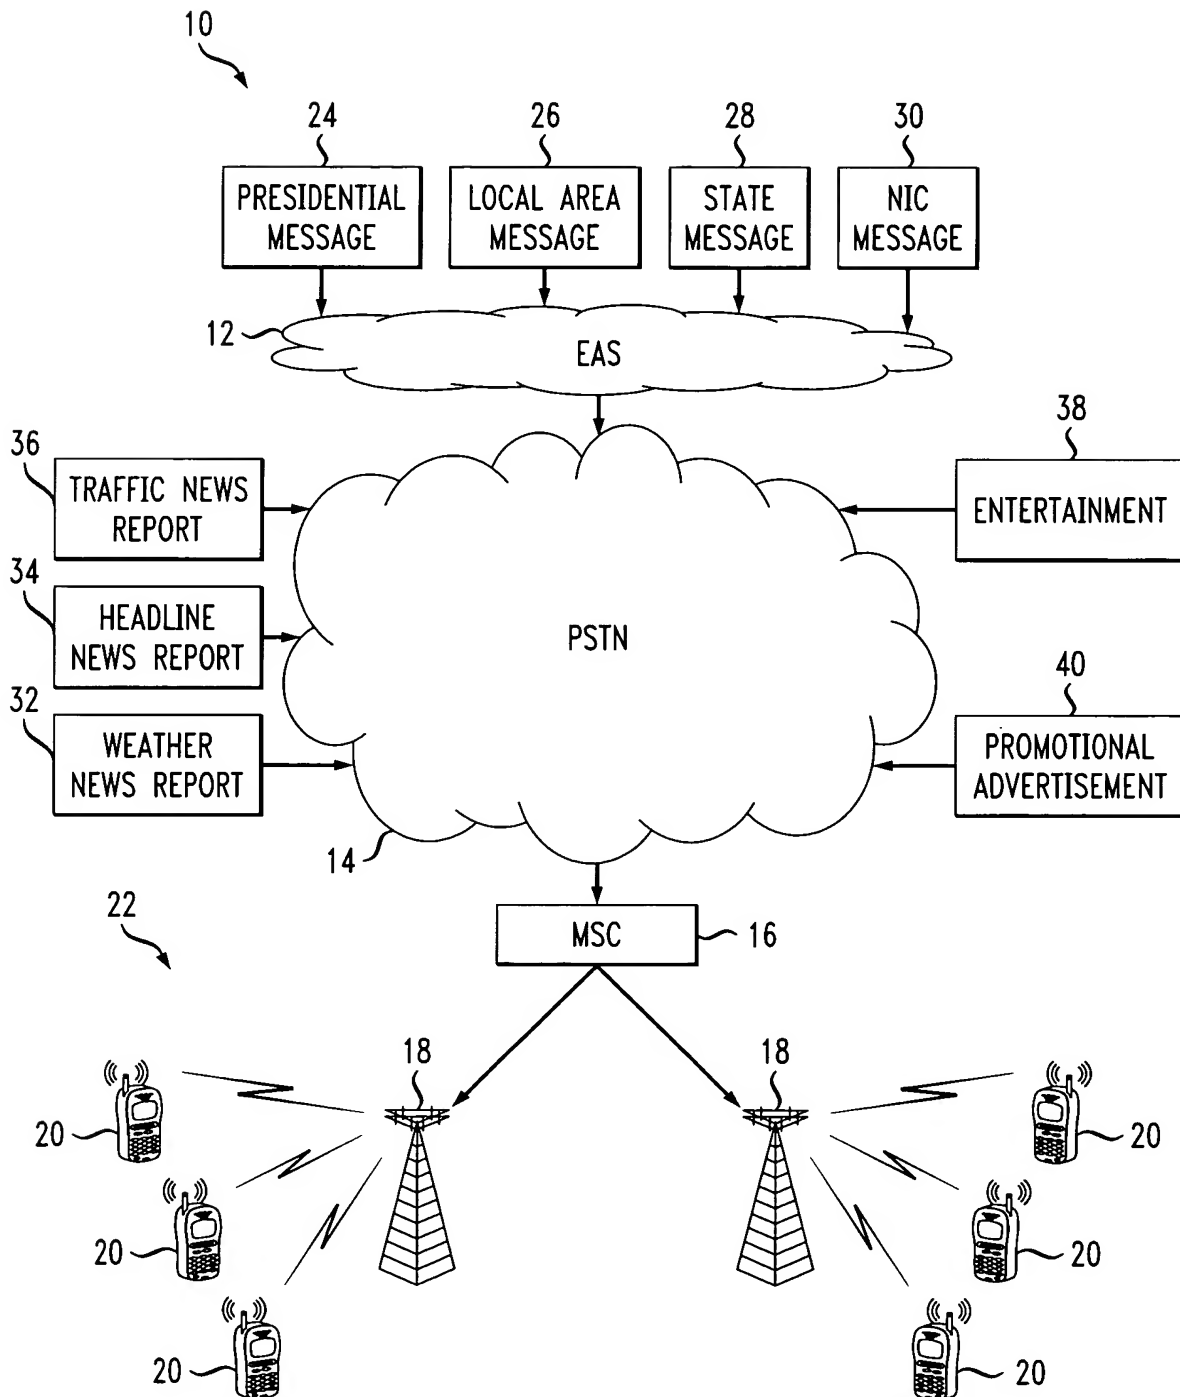 10
24
26
28
30
PRESIDENTIAL
MESSAGE
LOCAL AREA
MESSAGE
STATE
MESSAGE
NIC
MESSAGE
12
EAS
36
TRAFFIC NEWS
REPORT
38
ENTERTAINMENT
34
HEADLINE
NEWS REPORT
PSTN
32
WEATHER
NEWS REPORT
40
PROMOTIONAL
ADVERTISEMENT
14
22
MSC
16
18
18
20
20
20
20
20
20